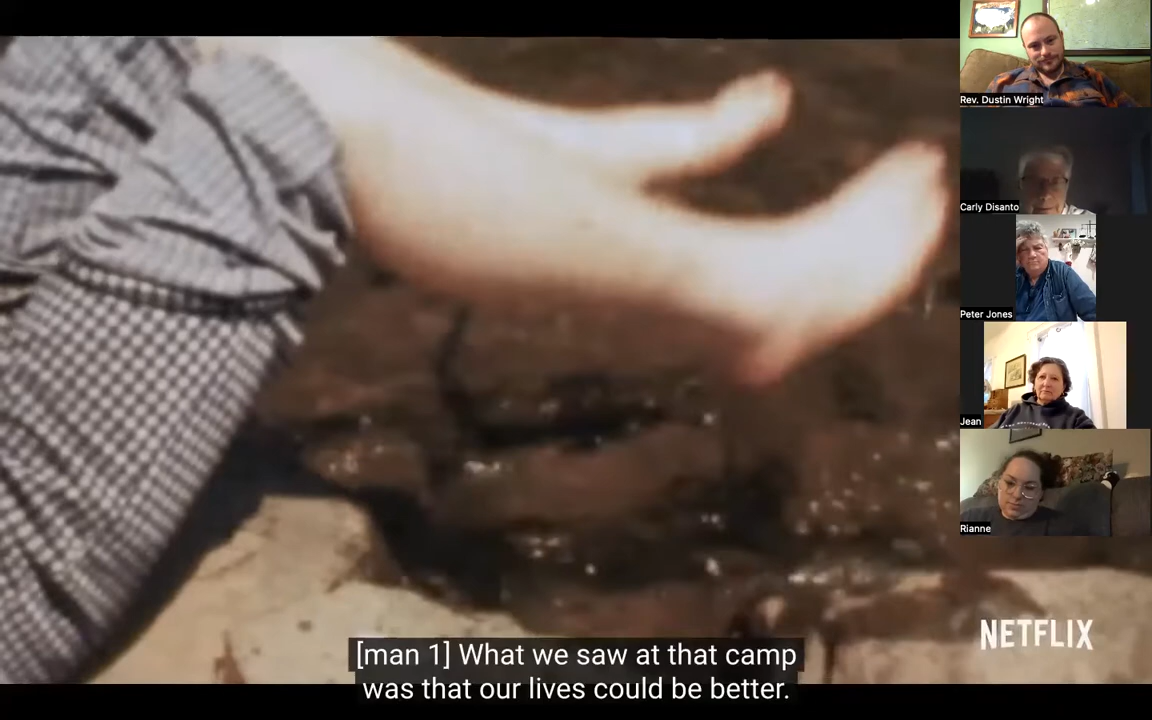 Rev. Dustin Wright
Carly Disanto
Peter Jones
Jean
Rianne
NETFLIX
[man 1] What we saw at that camp
was that our lives could be better.